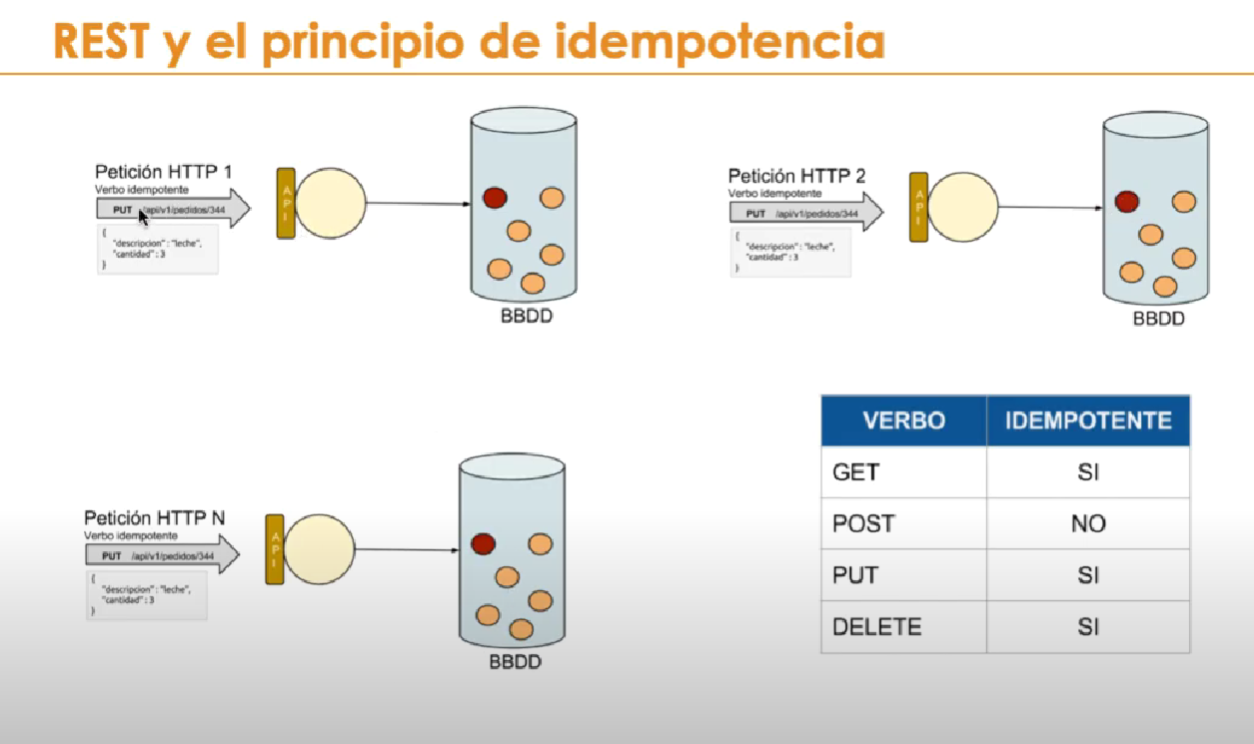 REST y el principio de idempotencia
Petición HTTP 1
Verbo idempotente
PUT /api/v1/pedidos/344
{
"descripcion" : "leche",
"cantidad" : 3
}
API
BBDD
Petición HTTP 2
Verbo idempotente
PUT /api/v1/pedidos/344
{
"descripcion" : "leche",
"cantidad" : 3
}
API
BBDD
Petición HTTP N
Verbo idempotente
PUT /api/v1/pedidos/344
{
"descripcion" : "leche",
"cantidad" : 3
}
API
BBDD
VERBO IDEMPOTENTE
GET SI
POST NO
PUT SI
DELETE SI